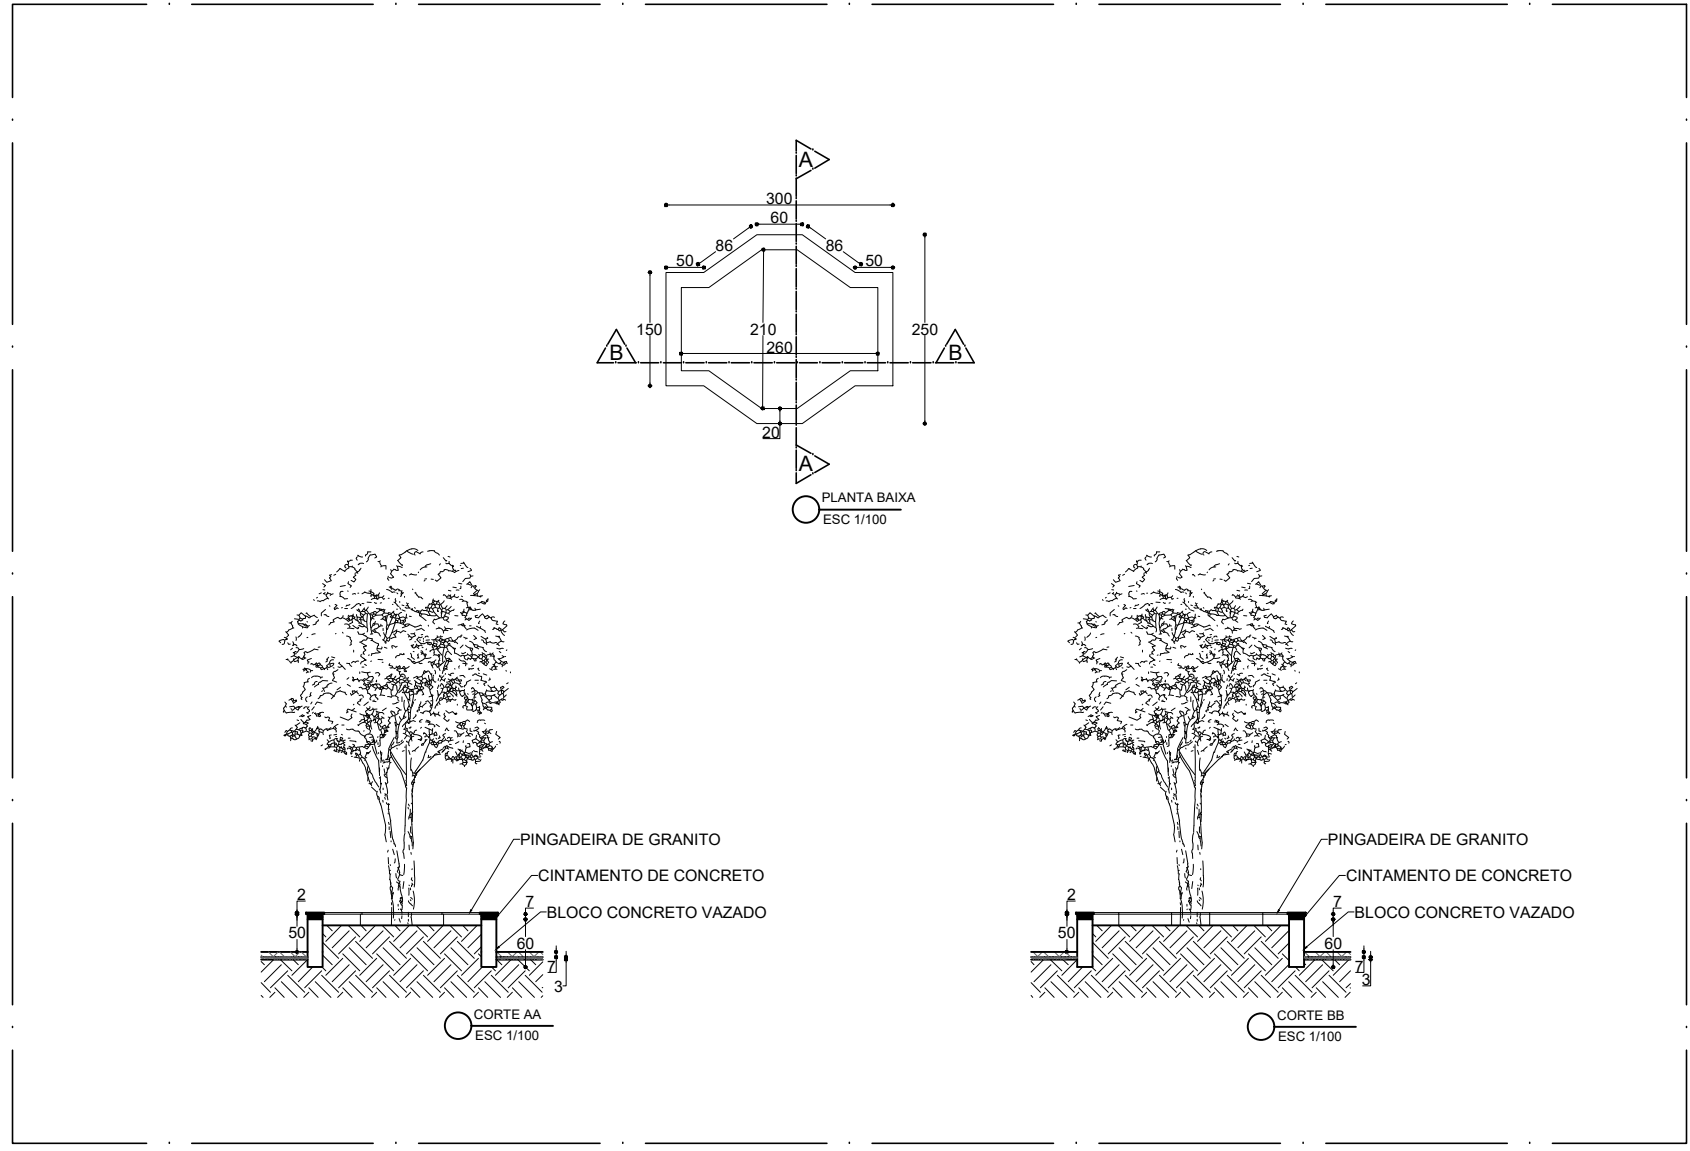 A
300
60
86
86
50
50
150
210
250
260
B
B
20
A
PLANTA BAIXA
ESC 1/100
PINGADEIRA DE GRANITO
CINTAMENTO DE CONCRETO
BLOCO CONCRETO VAZADO
2
50
7
60
7
3
CORTE AA
ESC 1/100
PINGADEIRA DE GRANITO
CINTAMENTO DE CONCRETO
BLOCO CONCRETO VAZADO
2
50
7
60
7
3
CORTE BB
ESC 1/100